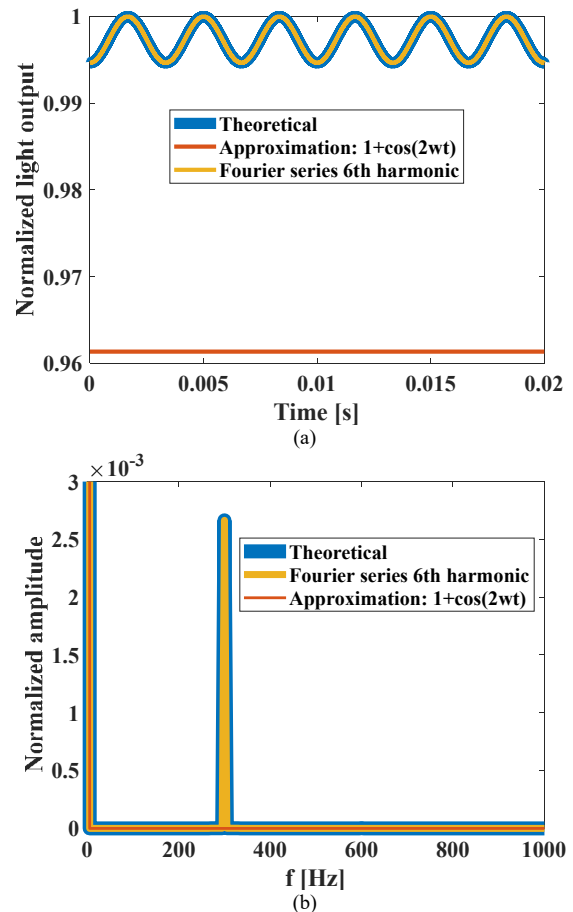 1
0.99
0.98
0.97
0.96
Normalized light output
Theoretical
Approximation: 1+cos(2wt)
Fourier series 6th harmonic
0 0.005 0.01 0.015 0.02
Time [s]
(a)
×10-3
3
2.5
2
1.5
1
0.5
0
Normalized amplitude
Theoretical
Fourier series 6th harmonic
Approximation: 1+cos(2wt)
0 200 400 600 800 1000
f [Hz]
(b)